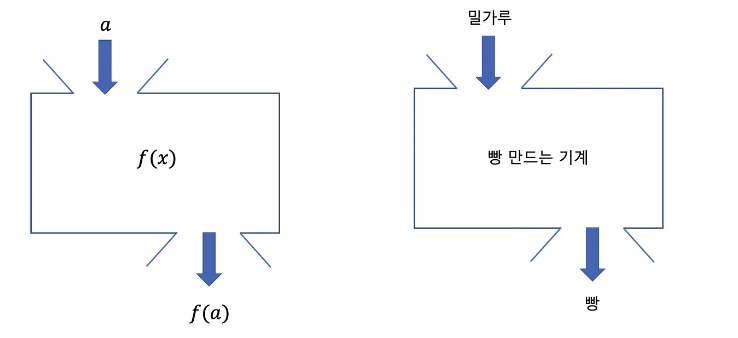 a
f(x)
f(a)
밀가루
빵 만드는 기계
빵